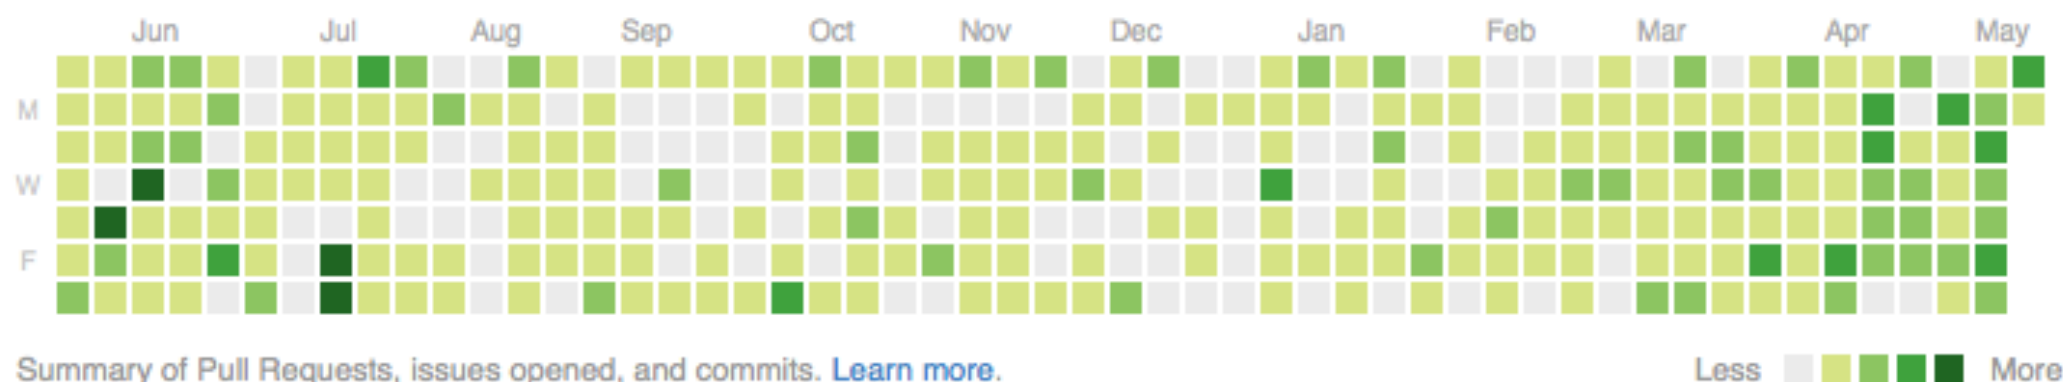 Jun Jul Aug Sep Oct Nov Dec Jan Feb Mar Apr May
M
W
F
Summary of Pull Requests, issues opened, and commits. Learn more. Less More